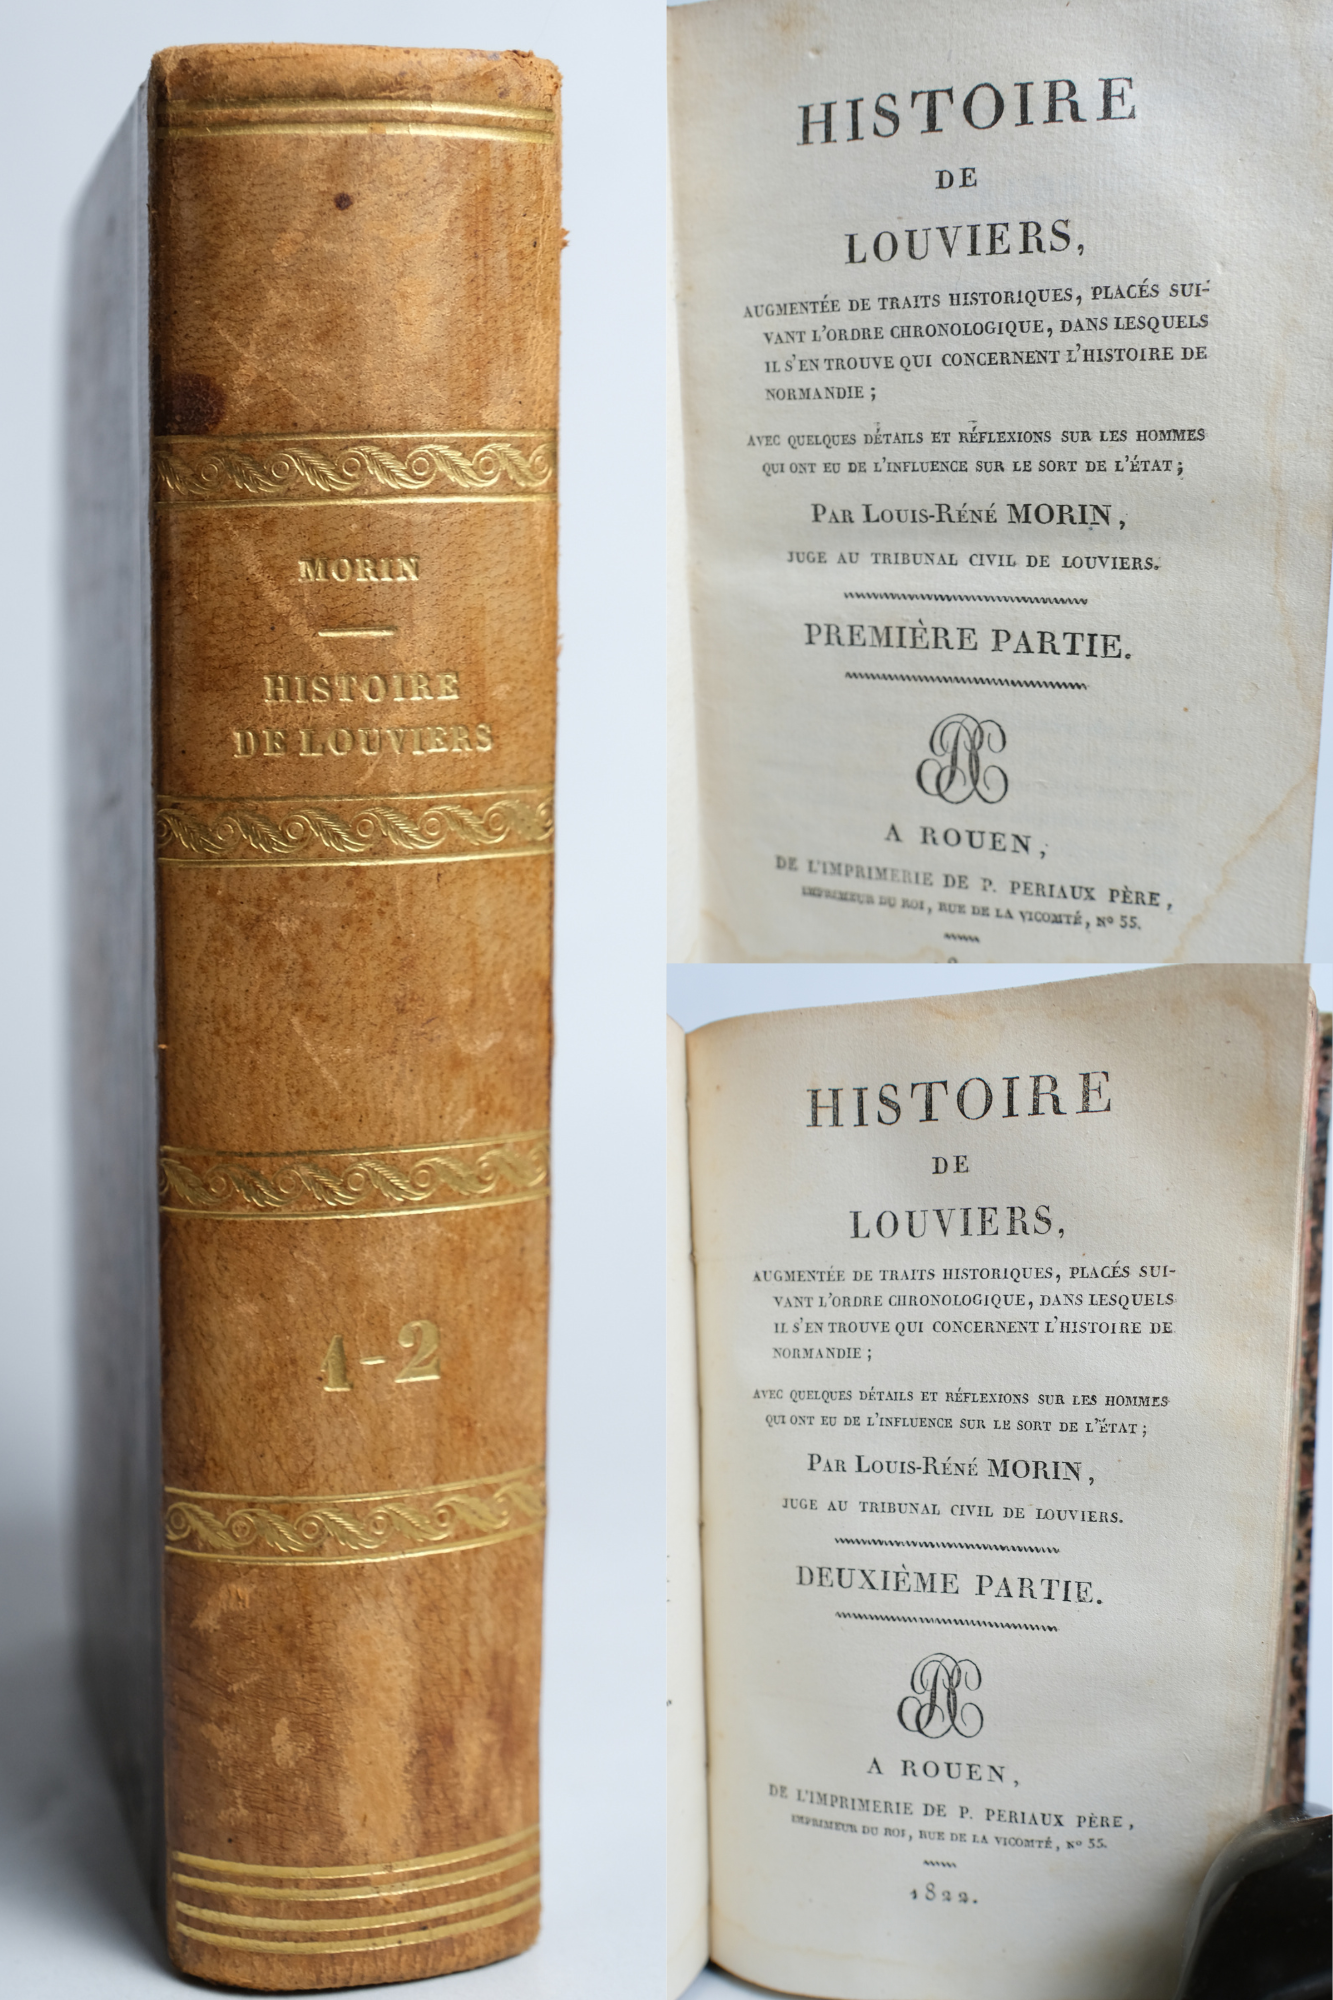 MORIN
HISTOIRE
DE LOUVIERS
1-2
HISTOIRE
DE
LOUVIERS,
AUGMENTÉE DE TRAITS HISTORIQUES, PLACÉS SUI-
VANT L'ORDRE CHRONOLOGIQUE, DANS LESQUELS
IL S'EN TROUVE QUI CONCERNENT L'HISTOIRE DE
NORMANDIE ;
AVEC QUELQUES DÉTAILS ET RÉFLEXIONS SUR LES HOMMES
QUI ONT EU DE L'INFLUENCE SUR LE SORT DE L'ÉTAT ;
PAR LOUIS-RÉNÉ MORIN,
JUGE AU TRIBUNAL CIVIL DE LOUVIERS.
PREMIÈRE PARTIE.
A ROUEN,
DE L'IMPRIMERIE DE P. PERIAUX PÈRE,
IMPRIMEUR DU ROI, RUE DE LA VICOMTÉ, Nº 55.
HISTOIRE
DE
LOUVIERS,
AUGMENTÉE DE TRAITS HISTORIQUES, PLACÉS SUI-
VANT L'ORDRE CHRONOLOGIQUE, DANS LESQUELS
IL S'EN TROUVE QUI CONCERNENT L'HISTOIRE DE
NORMANDIE ;
AVEC QUELQUES DÉTAILS ET RÉFLEXIONS SUR LES HOMMES
QUI ONT EU DE L'INFLUENCE SUR LE SORT DE L'ÉTAT ;
PAR LOUIS-RÉNÉ MORIN,
JUGE AU TRIBUNAL CIVIL DE LOUVIERS.
DEUXIÈME PARTIE.
A ROUEN,
DE L'IMPRIMERIE DE P. PERIAUX PÈRE,
IMPRIMEUR DU ROI, RUE DE LA VICOMTÉ, Nº 55.
1822.